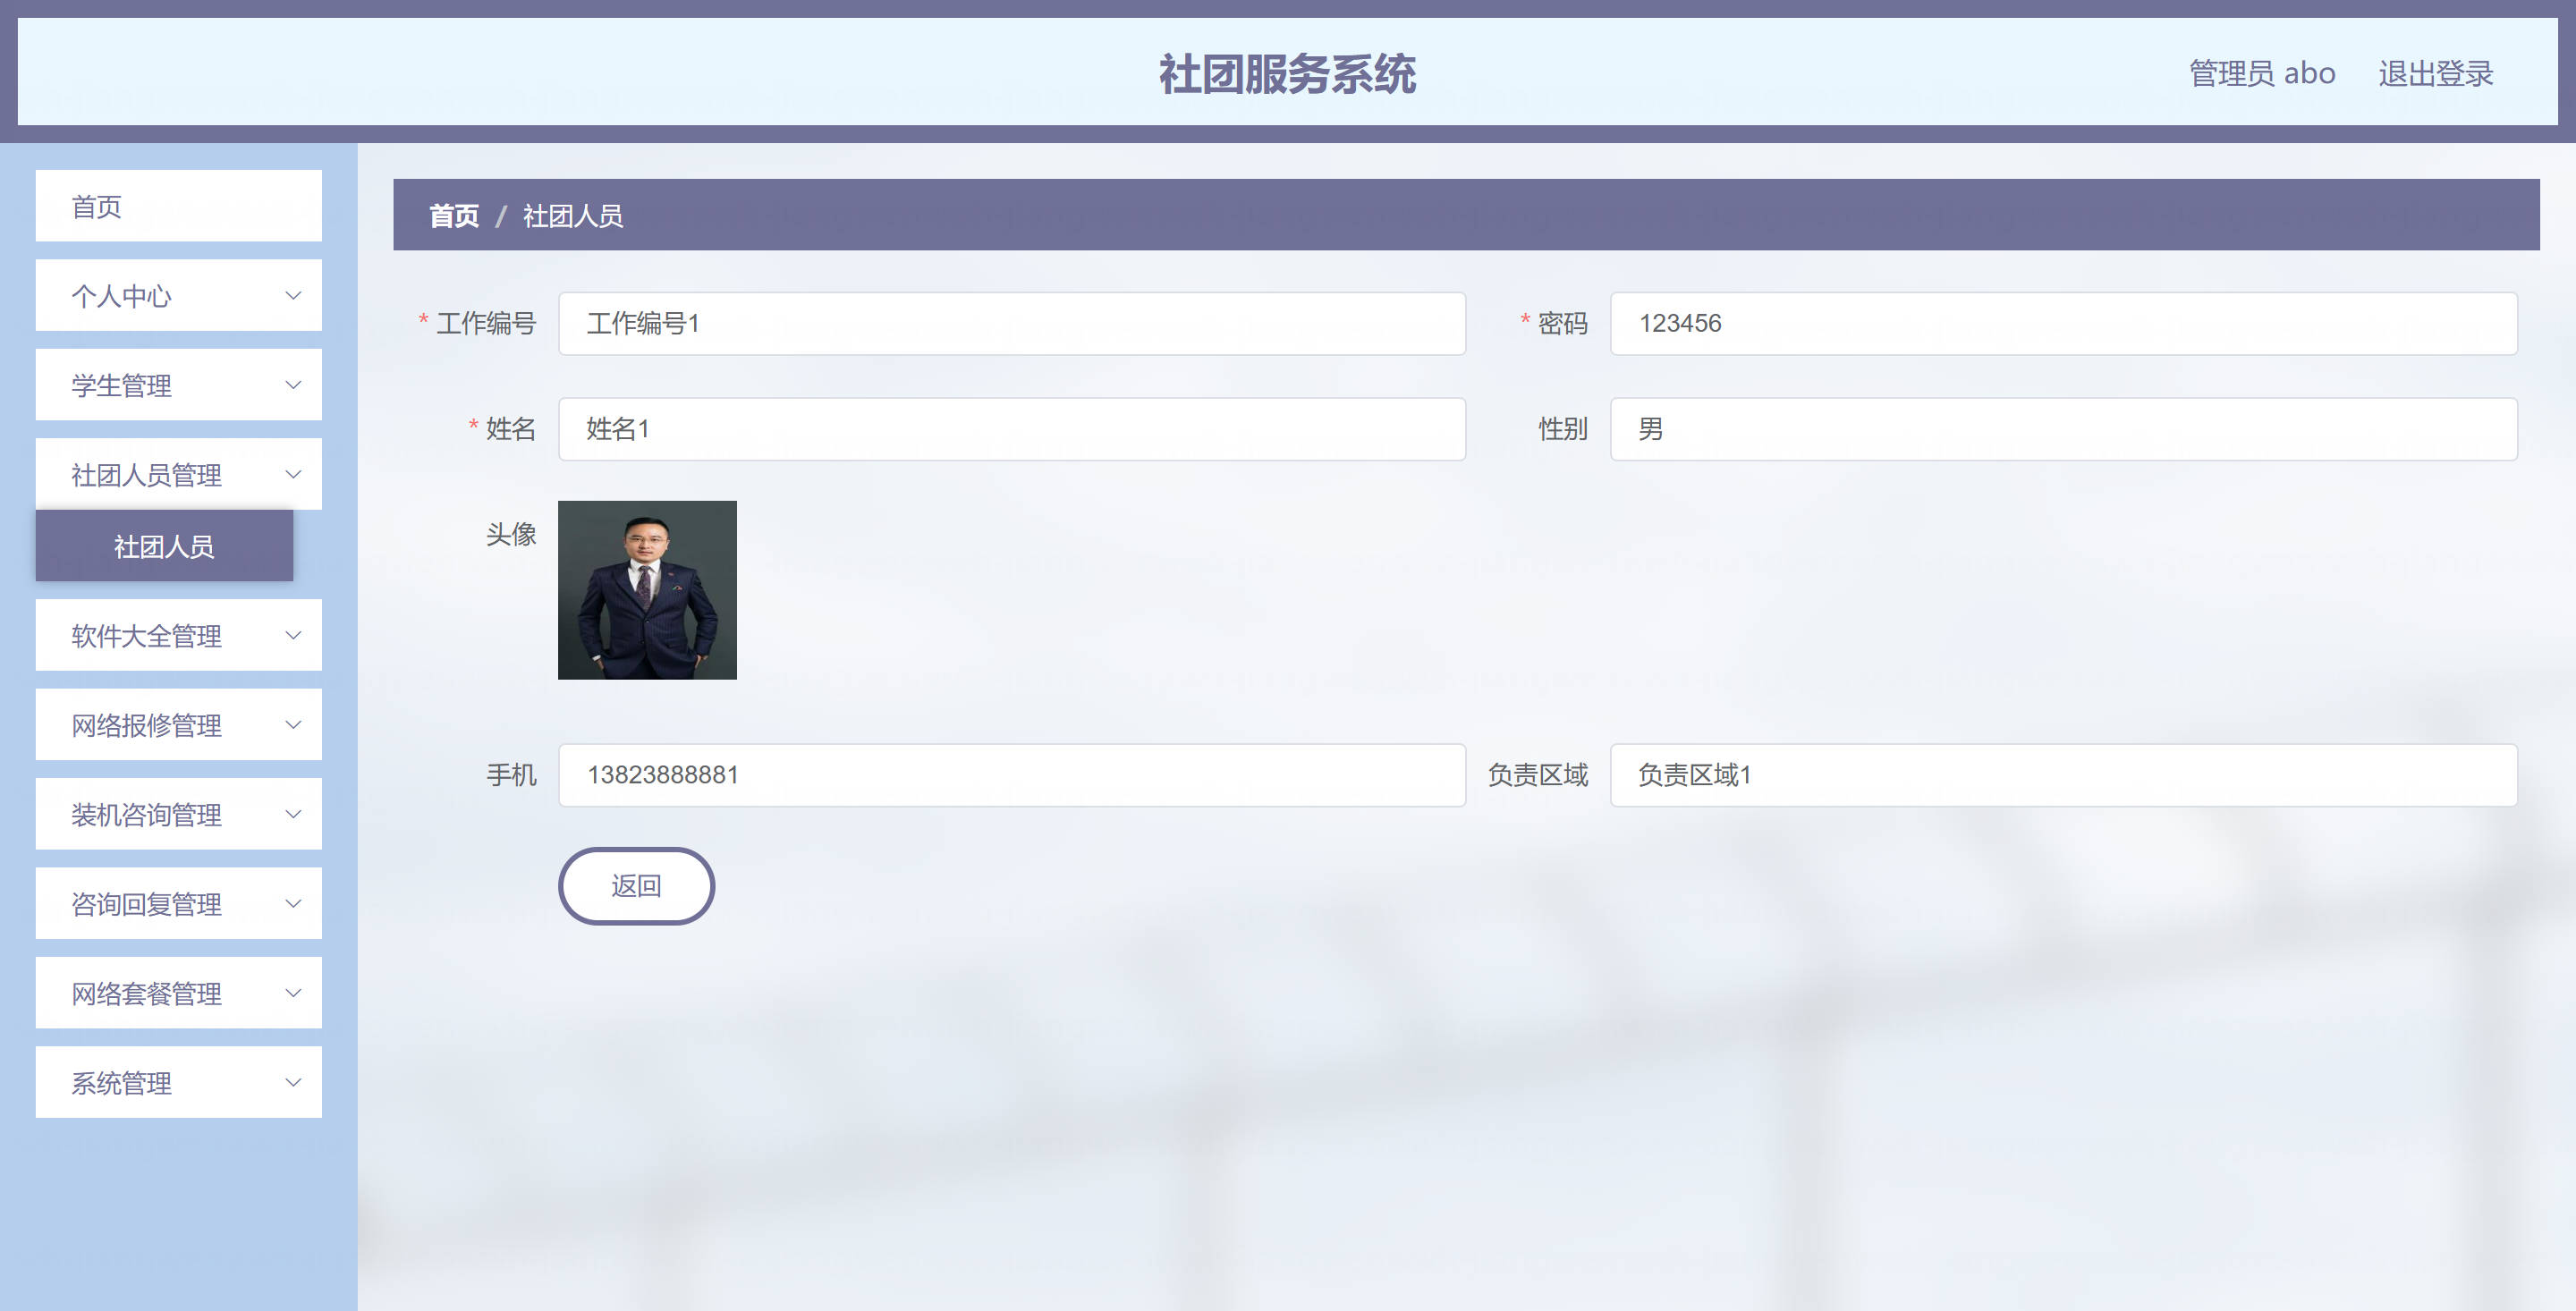 社团服务系统
管理员 abo 退出登录
首页
个人中心
学生管理
社团人员管理
社团人员
软件大全管理
网络报修管理
装机咨询管理
咨询回复管理
网络套餐管理
系统管理
首页 / 社团人员
* 工作编号 工作编号1 * 密码 123456
* 姓名 姓名1 性别 男
头像
手机 13823888881 负责区域 负责区域1
返回